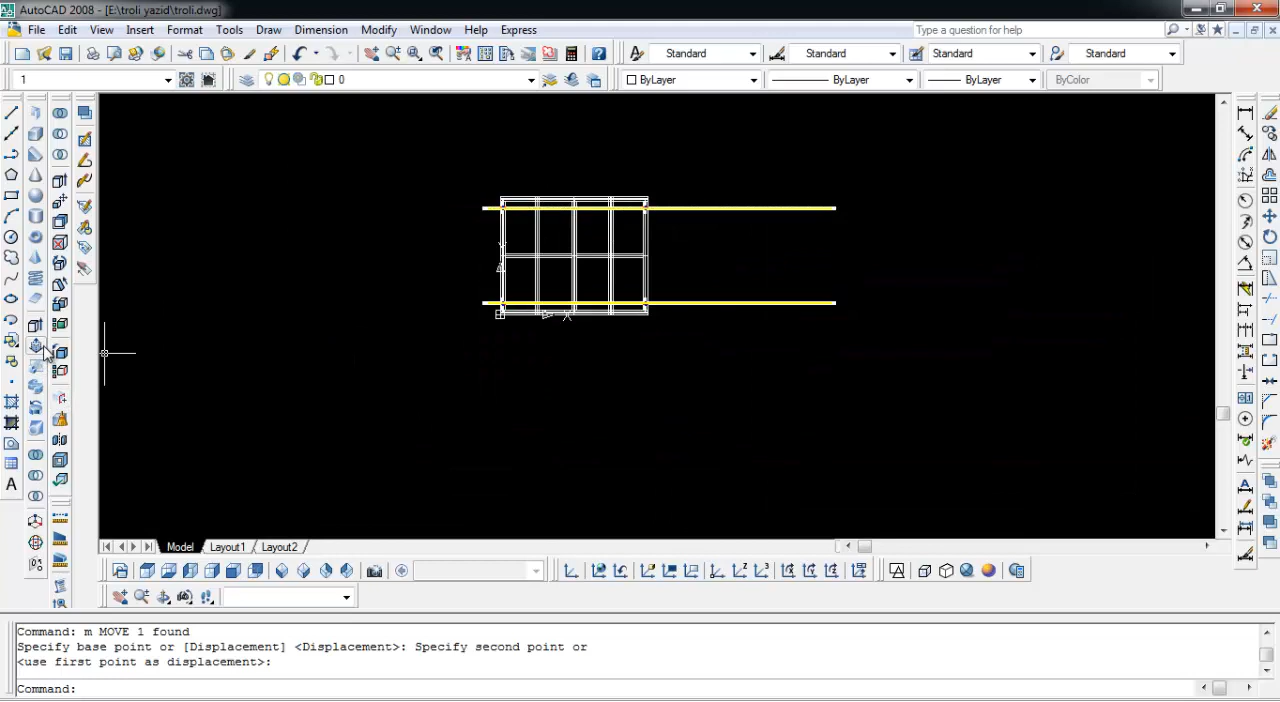 AutoCAD 2008 - [E:\troli yazid\troli.dwg]
File Edit View Insert Format Tools Draw Dimension Modify Window Help Express
Type a question for help
Standard Standard Standard Standard
1 0 ByLayer ByLayer ByLayer ByColor
A
X
Model Layout1 Layout2
Command: m MOVE 1 found
Specify base point or [Displacement] <Displacement>: Specify second point or
<use first point as displacement>:
Command: